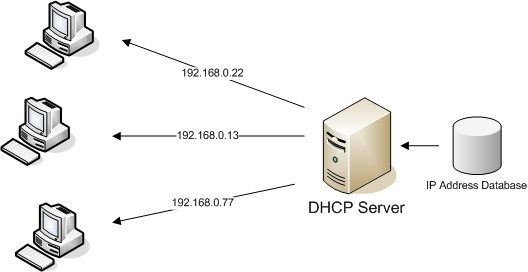 192.168.0.22
192.168.0.13
192.168.0.77
DHCP Server
IP Address Database